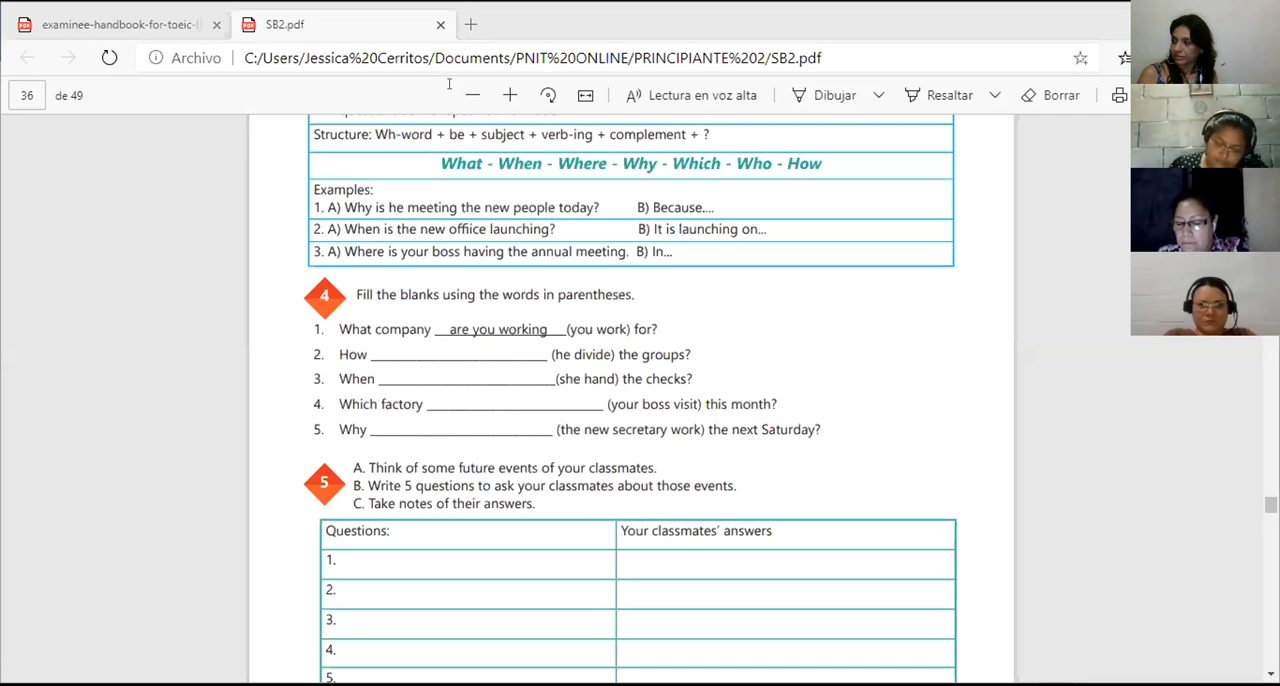 examinee-handbook-for-toeic-l
SB2.pdf
Archivo
C:/Users/Jessica%20Cerritos/Documents/PNIT%20ONLINE/PRINCIPIANTE%202/SB2.pdf
36 de 49
Lectura en voz alta
Dibujar
Resaltar
Borrar
Structure: Wh-word + be + subject + verb-ing + complement + ?
What - When - Where - Why - Which - Who - How
Examples:
1. A) Why is he meeting the new people today? B) Because....
2. A) When is the new office launching? B) It is launching on...
3. A) Where is your boss having the annual meeting. B) In...
4 Fill the blanks using the words in parentheses.
1. What company __are you working___(you work) for?
2. How ________________________ (he divide) the groups?
3. When ________________________(she hand) the checks?
4. Which factory ________________________ (your boss visit) this month?
5. Why _________________________ (the new secretary work) the next Saturday?
5 A. Think of some future events of your classmates.
B. Write 5 questions to ask your classmates about those events.
C. Take notes of their answers.
Questions: Your classmates' answers
1.
2.
3.
4.
5.